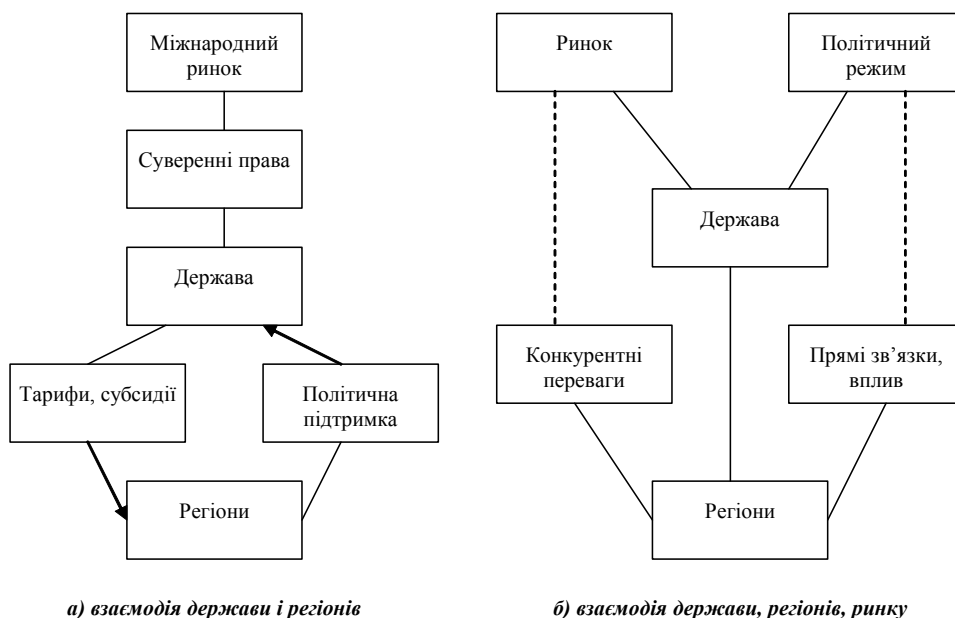 Міжнародний
ринок
Суверенні права
Держава
Тарифи, субсидії
Політична
підтримка
Регіони
а) взаємодія держави і регіонів
Ринок
Політичний
режим
Держава
Конкурентні
переваги
Прямі зв’язки,
вплив
Регіони
б) взаємодія держави, регіонів, ринку